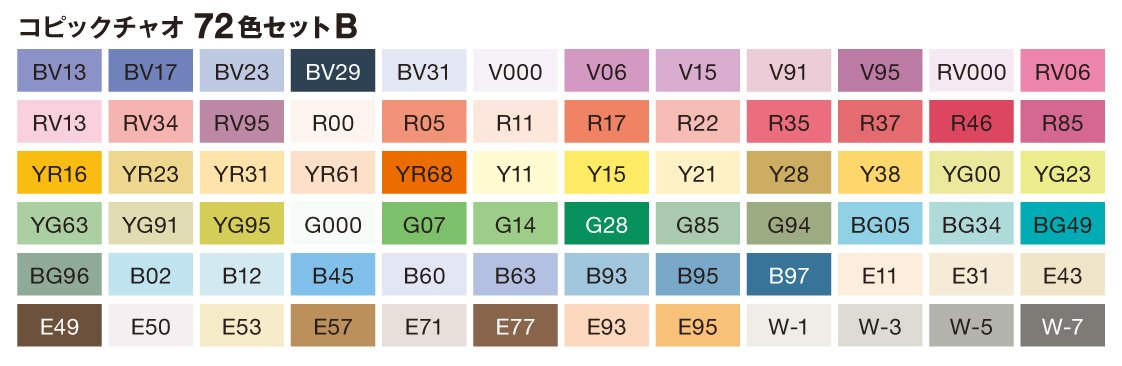 コピックチャオ 72色セットB
BV13 BV17 BV23 BV29 BV31 V000 V06 V15 V91 V95 RV000 RV06
RV13 RV34 RV95 R00 R05 R11 R17 R22 R35 R37 R46 R85
YR16 YR23 YR31 YR61 YR68 Y11 Y15 Y21 Y28 Y38 YG00 YG23
YG63 YG91 YG95 G000 G07 G14 G28 G85 G94 BG05 BG34 BG49
BG96 B02 B12 B45 B60 B63 B93 B95 B97 E11 E31 E43
E49 E50 E53 E57 E71 E77 E93 E95 W-1 W-3 W-5 W-7